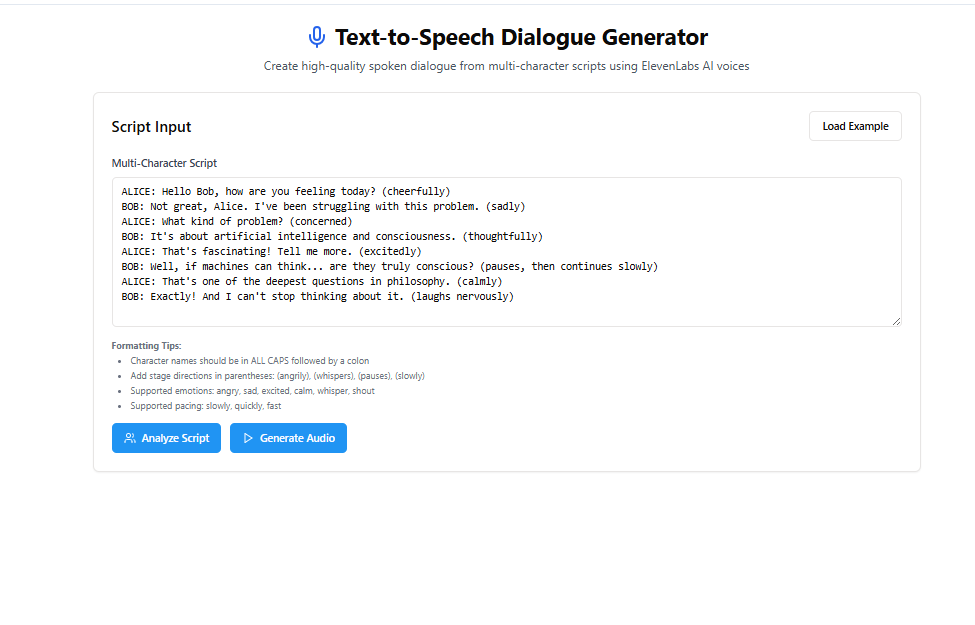 Text-to-Speech Dialogue Generator
Create high-quality spoken dialogue from multi-character scripts using ElevenLabs AI voices
Script Input
Load Example
Multi-Character Script
ALICE: Hello Bob, how are you feeling today? (cheerfully)
BOB: Not great, Alice. I've been struggling with this problem. (sadly)
ALICE: What kind of problem? (concerned)
BOB: It's about artificial intelligence and consciousness. (thoughtfully)
ALICE: That's fascinating! Tell me more. (excitedly)
BOB: Well, if machines can think... are they truly conscious? (pauses, then continues slowly)
ALICE: That's one of the deepest questions in philosophy. (calmly)
BOB: Exactly! And I can't stop thinking about it. (laughs nervously)
Formatting Tips:
• Character names should be in ALL CAPS followed by a colon
• Add stage directions in parentheses: (angrily), (whispers), (pauses), (slowly)
• Supported emotions: angry, sad, excited, calm, whisper, shout
• Supported pacing: slowly, quickly, fast
Analyze Script
Generate Audio